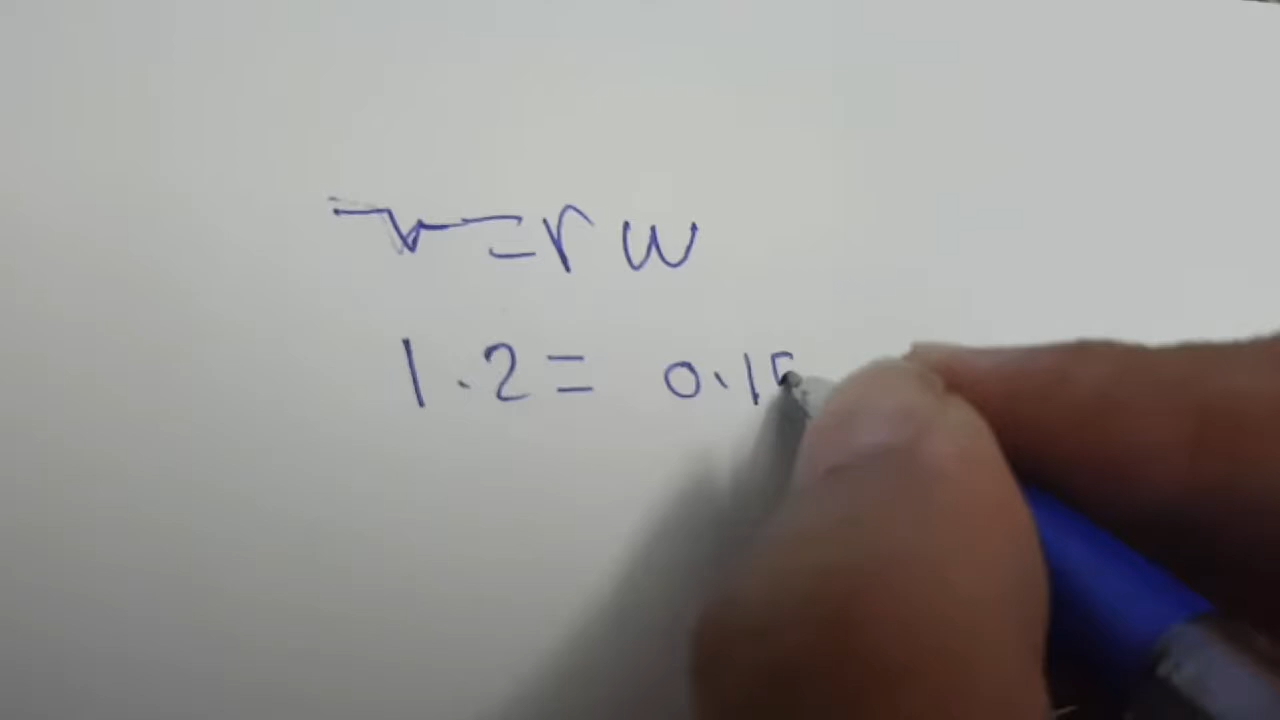 v = r w
1.2 = 0.15